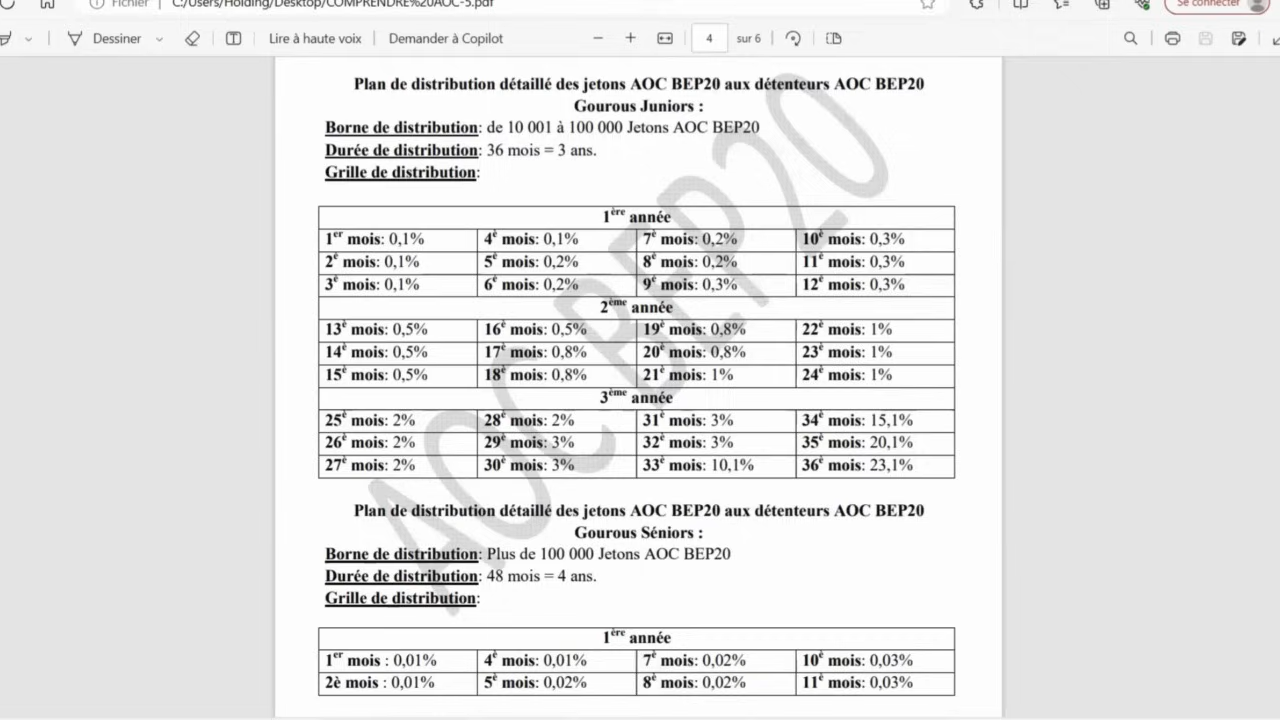 Fichier | C:/Users/Holding/Desktop/COMPRENDRE%20AOC-5.pdf
Se connecter
Dessiner
Lire à haute voix
Demander à Copilot
4 sur 6
Plan de distribution détaillé des jetons AOC BEP20 aux détenteurs AOC BEP20
Gourous Juniors :
Borne de distribution: de 10 001 à 100 000 Jetons AOC BEP20
Durée de distribution: 36 mois = 3 ans.
Grille de distribution:
1ère année
1er mois: 0,1% 4è mois: 0,1% 7è mois: 0,2% 10è mois: 0,3%
2è mois: 0,1% 5è mois: 0,2% 8è mois: 0,2% 11è mois: 0,3%
3è mois: 0,1% 6è mois: 0,2% 9è mois: 0,3% 12è mois: 0,3%
2ème année
13è mois: 0,5% 16è mois: 0,5% 19è mois: 0,8% 22è mois: 1%
14è mois: 0,5% 17è mois: 0,8% 20è mois: 0,8% 23è mois: 1%
15è mois: 0,5% 18è mois: 0,8% 21è mois: 1% 24è mois: 1%
3ème année
25è mois: 2% 28è mois: 2% 31è mois: 3% 34è mois: 15,1%
26è mois: 2% 29è mois: 3% 32è mois: 3% 35è mois: 20,1%
27è mois: 2% 30è mois: 3% 33è mois: 10,1% 36è mois: 23,1%
Plan de distribution détaillé des jetons AOC BEP20 aux détenteurs AOC BEP20
Gourous Séniors :
Borne de distribution: Plus de 100 000 Jetons AOC BEP20
Durée de distribution: 48 mois = 4 ans.
Grille de distribution:
1ère année
1er mois : 0,01% 4è mois: 0,01% 7è mois: 0,02% 10è mois: 0,03%
2è mois : 0,01% 5è mois: 0,02% 8è mois: 0,02% 11è mois: 0,03%
AOC BEP20